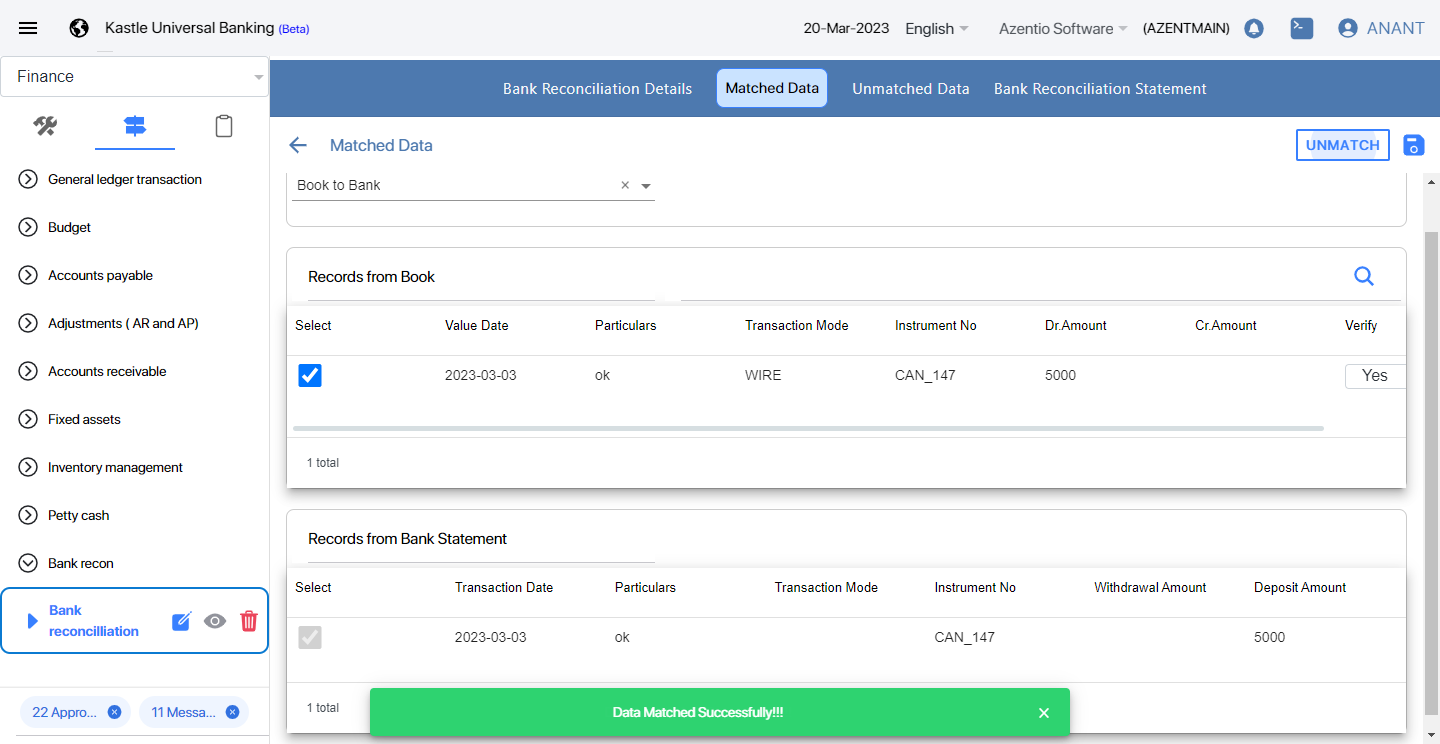 Kastle Universal Banking (Beta)
20-Mar-2023
English
Azentio Software
(AZENTMAIN)
ANANT
Finance
Bank Reconciliation Details
Matched Data
Unmatched Data
Bank Reconciliation Statement
Matched Data
UNMATCH
General ledger transaction
Budget
Accounts payable
Adjustments ( AR and AP)
Accounts receivable
Fixed assets
Inventory management
Petty cash
Bank recon
Bank
reconcilliation
22 Appro...
11 Messa...
Book to Bank
Records from Book
Select Value Date Particulars Transaction Mode Instrument No Dr.Amount Cr.Amount Verify
2023-03-03 ok WIRE CAN_147 5000 Yes
1 total
Records from Bank Statement
Select Transaction Date Particulars Transaction Mode Instrument No Withdrawal Amount Deposit Amount
2023-03-03 ok CAN_147 5000
1 total
Data Matched Successfully!!!